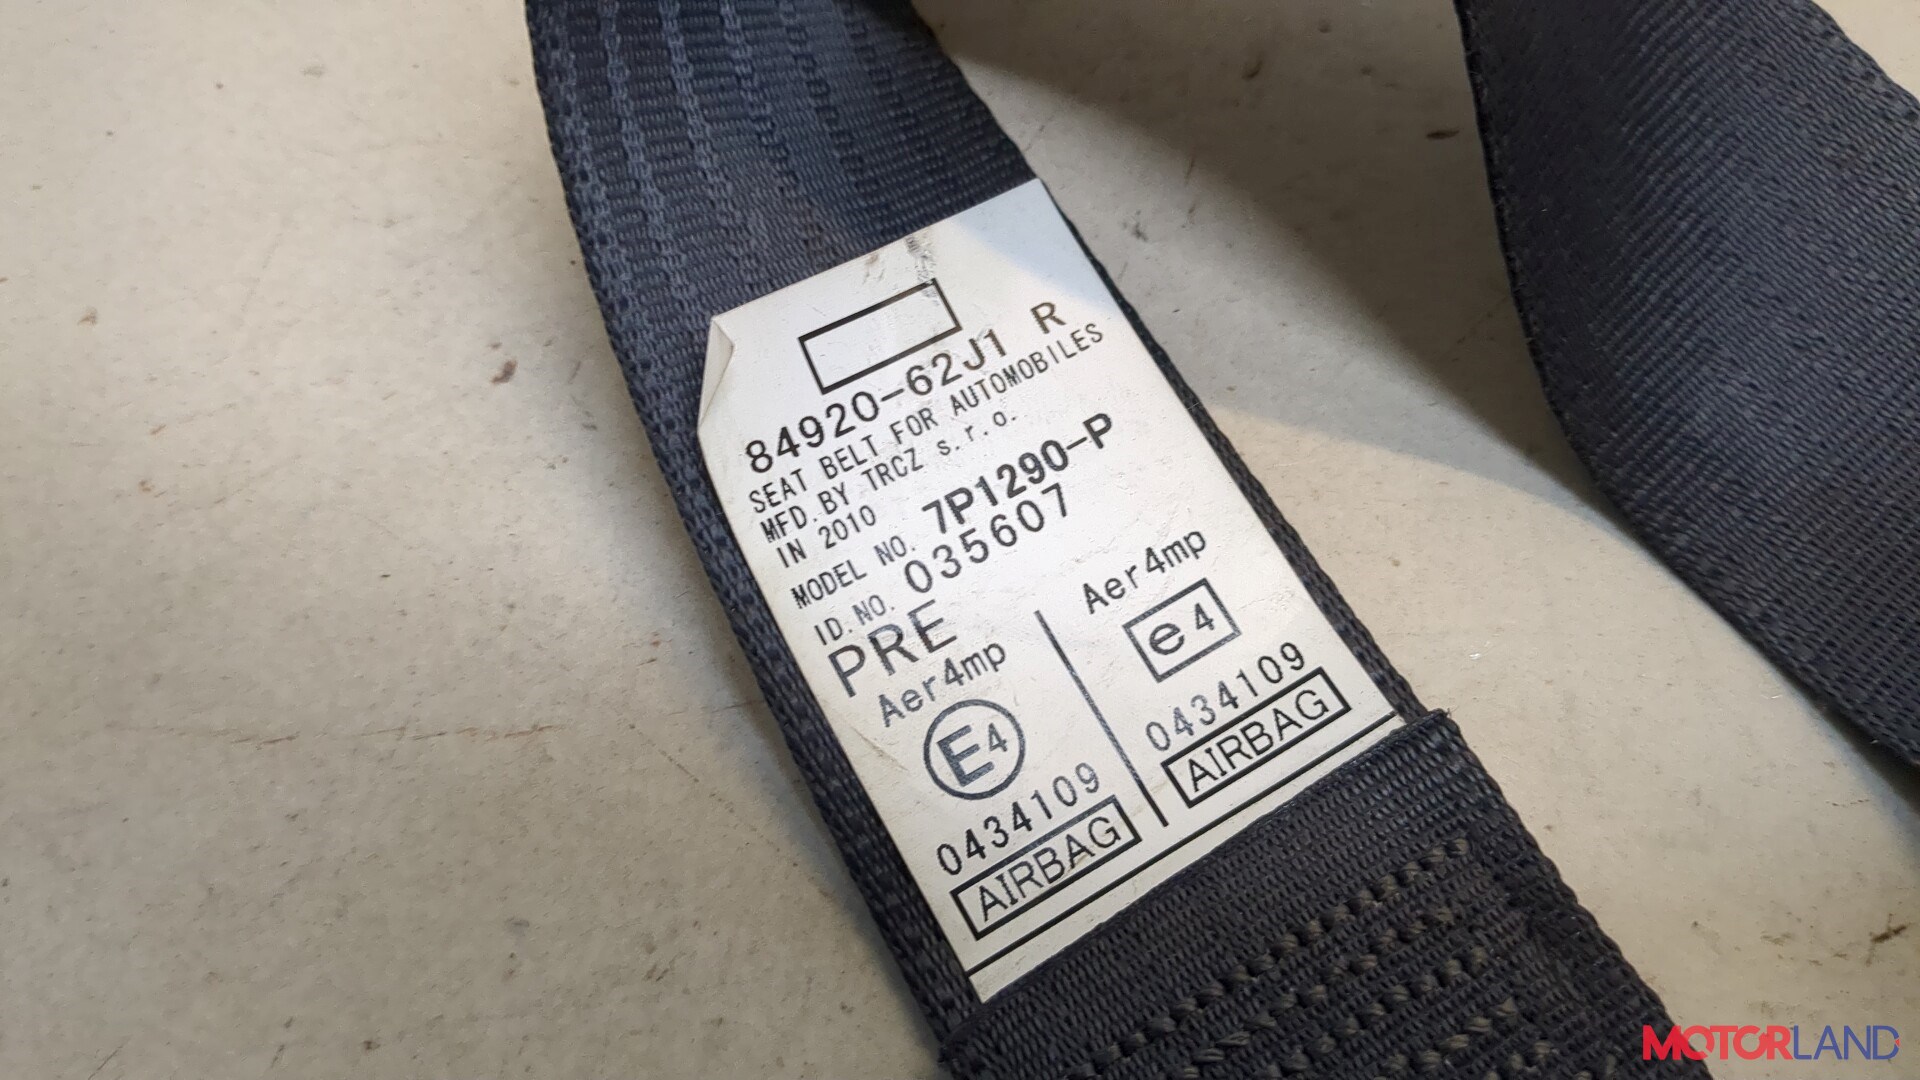 84920-62J1 R
SEAT BELT FOR AUTOMOBILES
MFD. BY TRCZ s.r.o.
IN 2010
MODEL NO. 7P1290-P
ID. NO. 035607
PRE
Aer4mp
E4
0434109
AIRBAG
Aer4mp
e4
0434109
AIRBAG
MOTORLAND